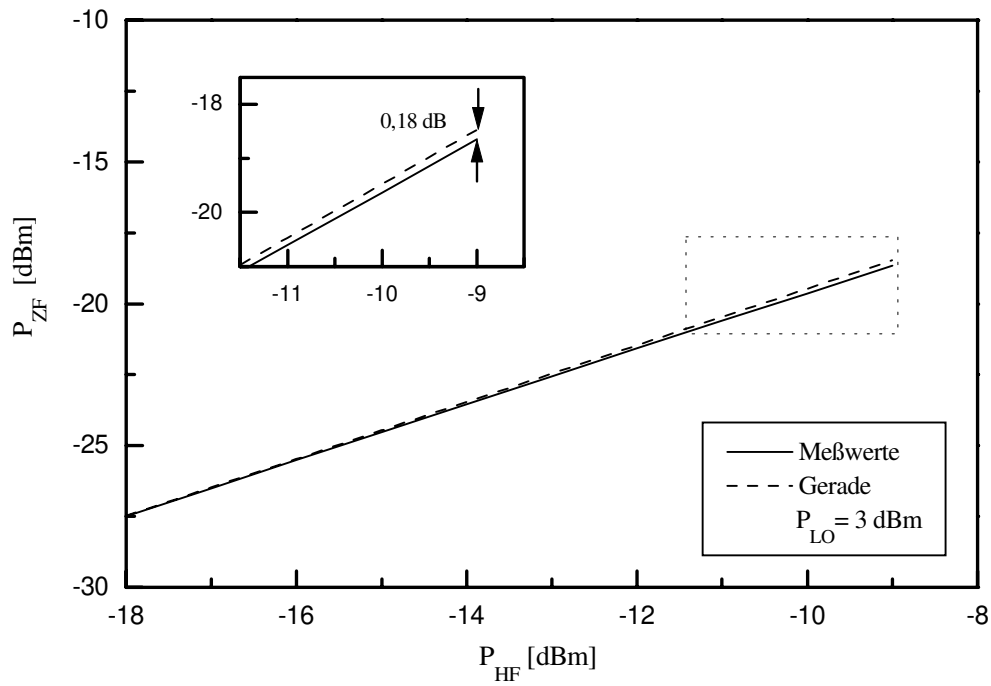 -10
-15
-20
-25
-30
P_ZF [dBm]
-18
-20
0,18 dB
-11
-10
-9
Meßwerte
Gerade
P_LO = 3 dBm
-18
-16
-14
-12
-10
-8
P_HF [dBm]